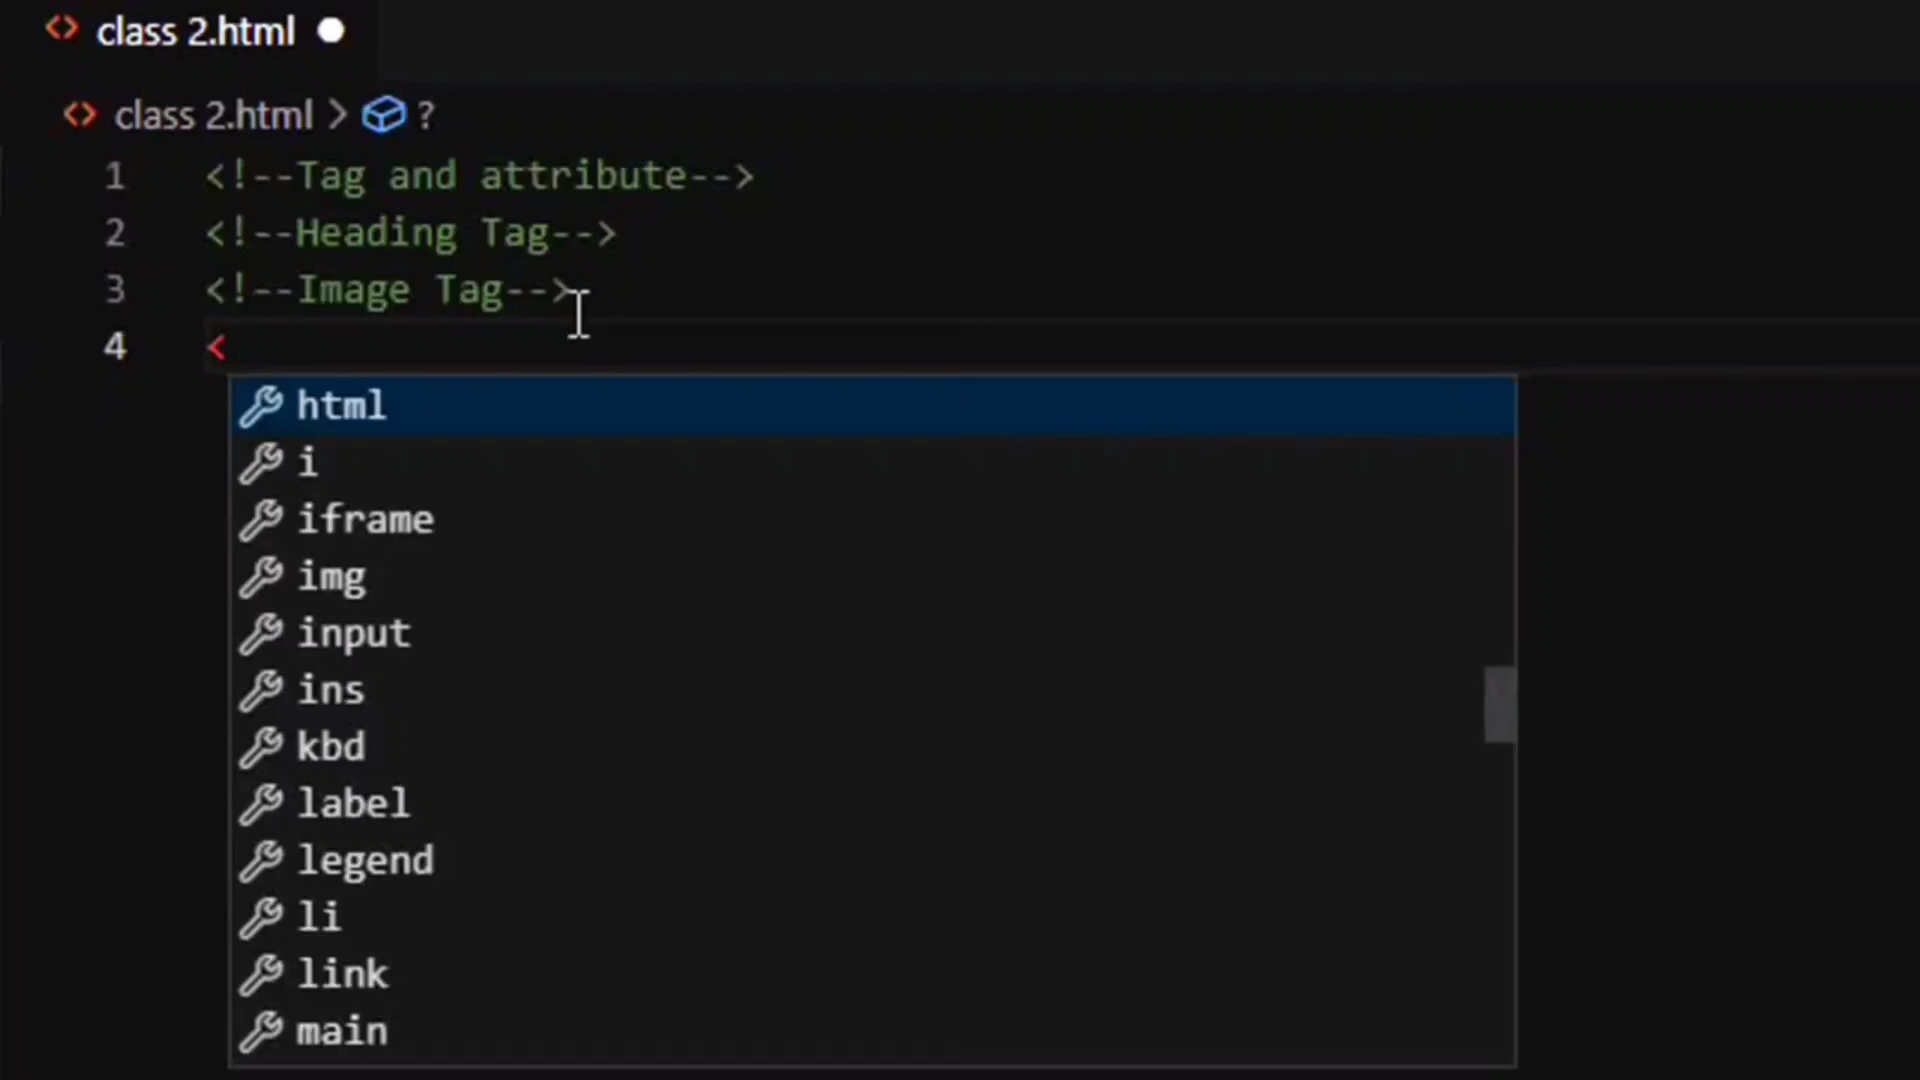 class 2.html
class 2.html > ?
1 <!--Tag and attribute-->
2 <!--Heading Tag-->
3 <!--Image Tag-->
4 <
html
i
iframe
img
input
ins
kbd
label
legend
li
link
main